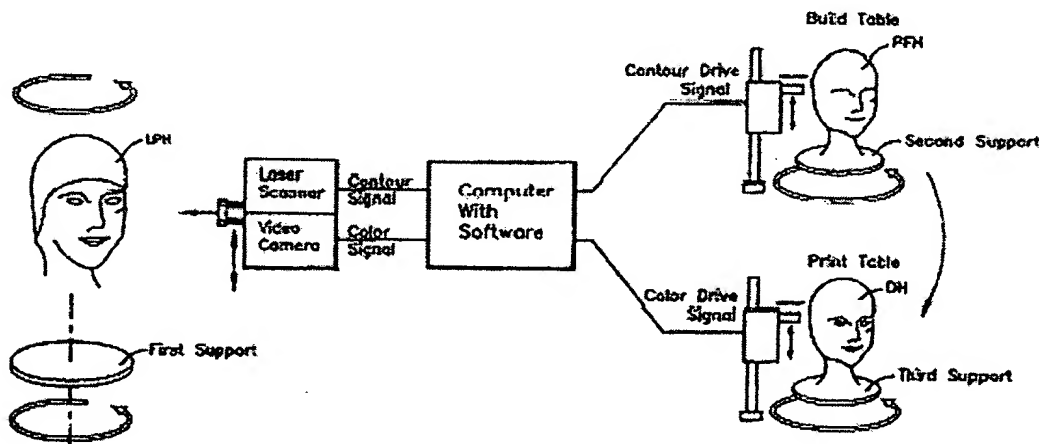 Build Table
PFH
Contour Drive
Signal
Second Support
LPH
Laser
Scanner
Contour
Signal
Computer
With
Software
Video
Camera
Color
Signal
Print Table
DH
Color Drive
Signal
First Support
Third Support